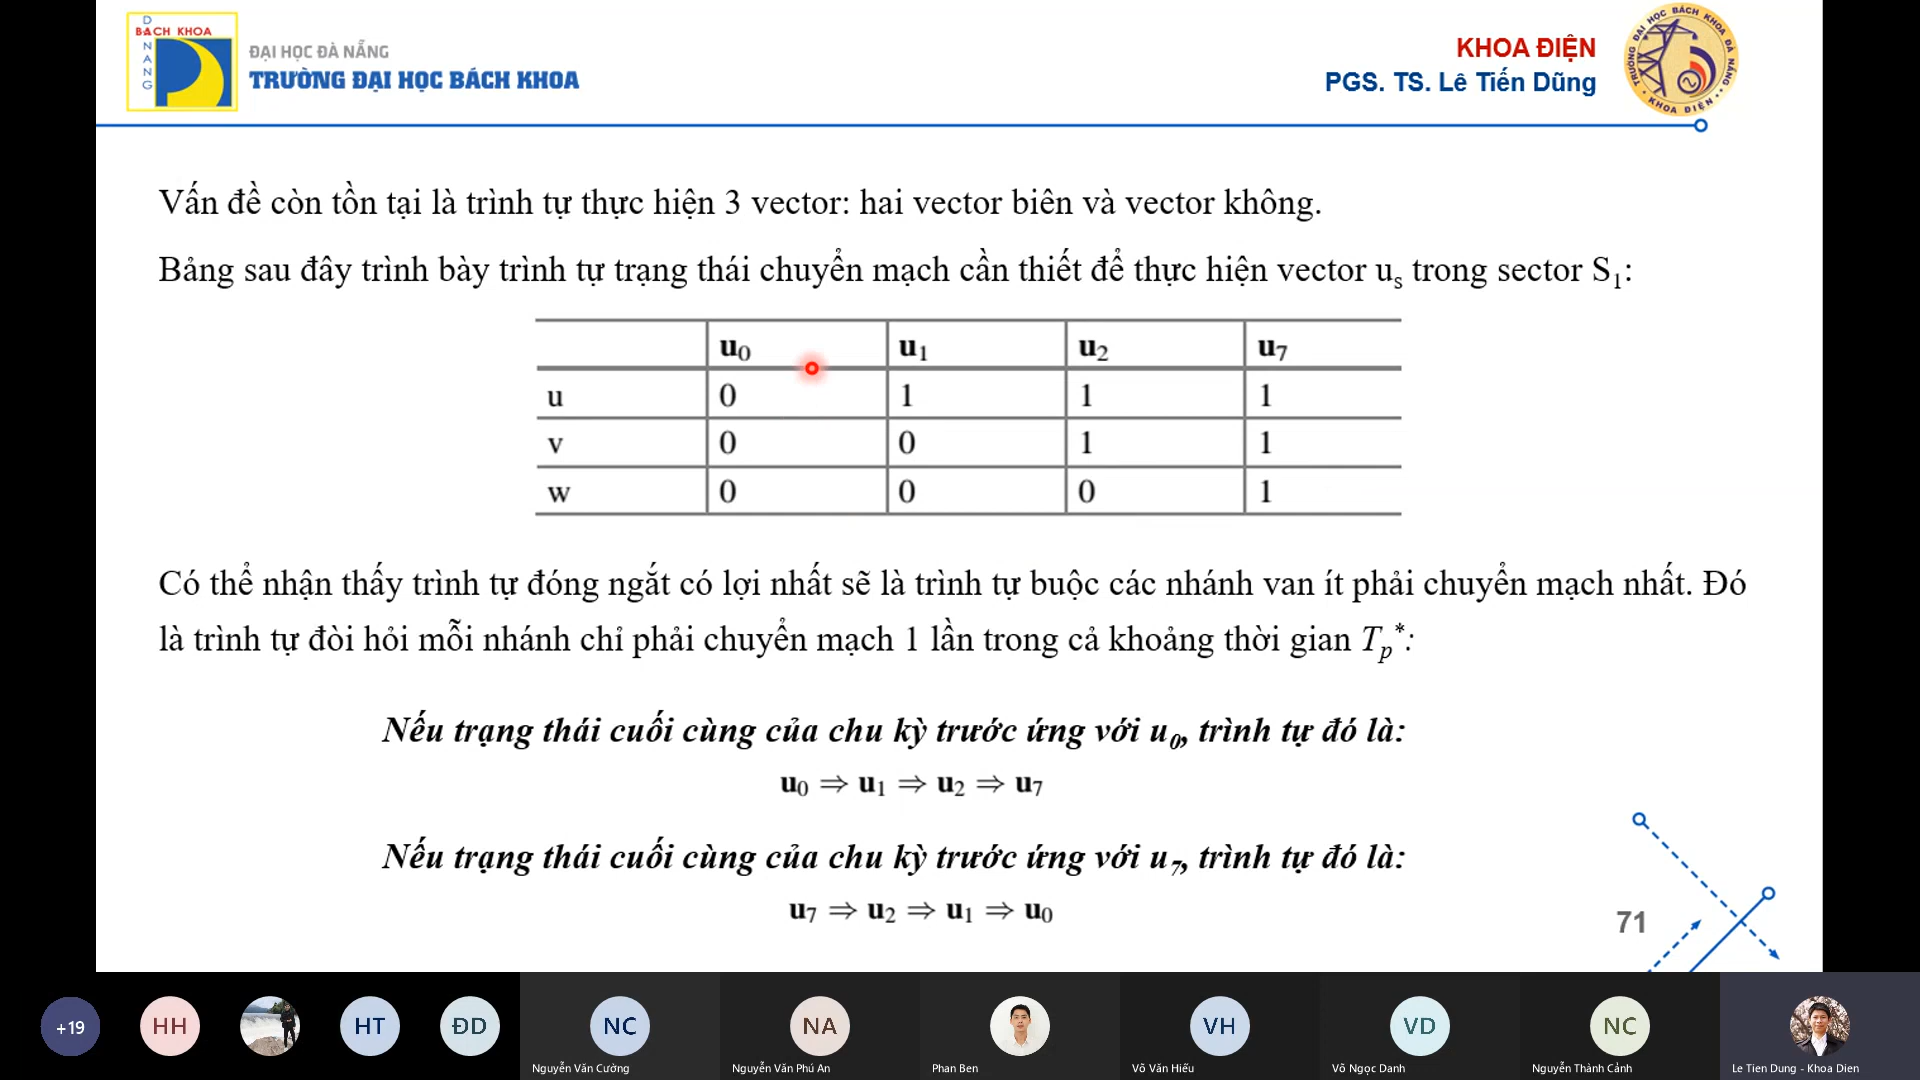 DANANG
BÁCH KHOA
ĐẠI HỌC ĐÀ NẴNG
TRƯỜNG ĐẠI HỌC BÁCH KHOA
KHOA ĐIỆN
PGS. TS. Lê Tiến Dũng
TRƯỜNG ĐẠI HỌC BÁCH KHOA ĐÀ NẴNG
KHOA ĐIỆN
Vấn đề còn tồn tại là trình tự thực hiện 3 vector: hai vector biên và vector không.
Bảng sau đây trình bày trình tự trạng thái chuyển mạch cần thiết để thực hiện vector uₛ trong sector S₁:
u₀ u₁ u₂ u₇
u 0 1 1 1
v 0 0 1 1
w 0 0 0 1
Có thể nhận thấy trình tự đóng ngắt có lợi nhất sẽ là trình tự buộc các nhánh van ít phải chuyển mạch nhất. Đó
là trình tự đòi hỏi mỗi nhánh chỉ phải chuyển mạch 1 lần trong cả khoảng thời gian Tₚ*:
Nếu trạng thái cuối cùng của chu kỳ trước ứng với u₀, trình tự đó là:
u₀ ⇒ u₁ ⇒ u₂ ⇒ u₇
Nếu trạng thái cuối cùng của chu kỳ trước ứng với u₇, trình tự đó là:
u₇ ⇒ u₂ ⇒ u₁ ⇒ u₀
71
+19 HH HT ĐD NC NA VH VD NC
Nguyễn Văn Cường Nguyễn Văn Phú An Phan Ben Võ Văn Hiếu Võ Ngọc Danh Nguyễn Thành Cảnh Le Tien Dung - Khoa Dien